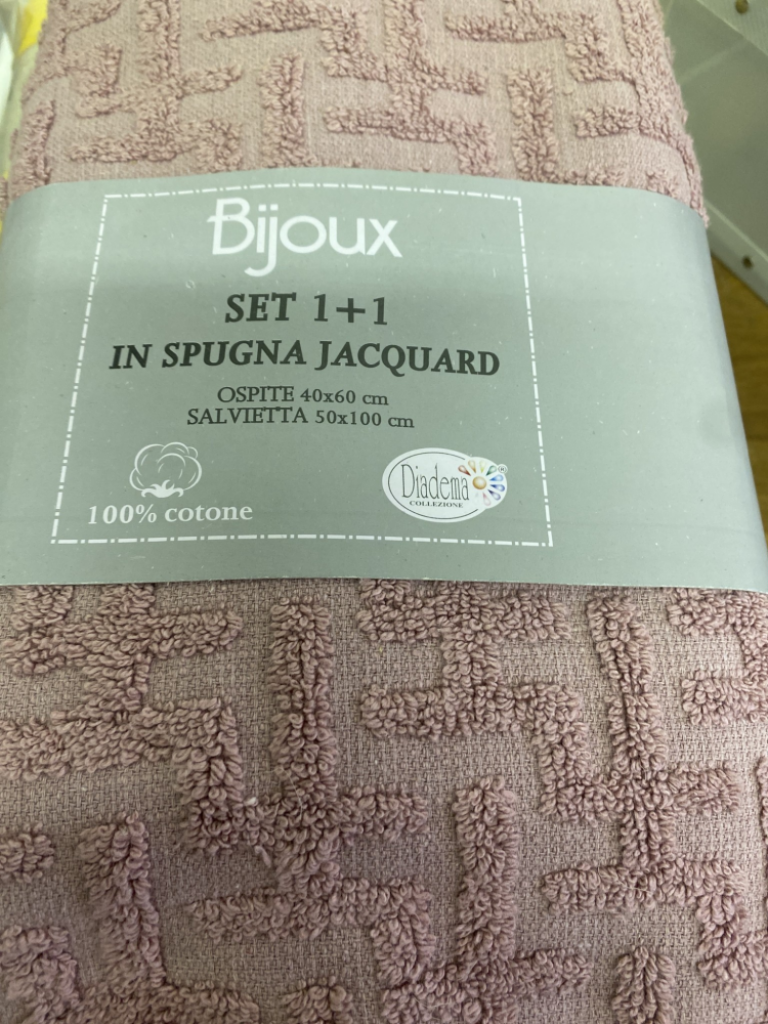 Bijoux
SET 1+1
IN SPUGNA JACQUARD
OSPITE 40x60 cm
SALVIETTA 50x100 cm
100% cotone
Diadema ®
COLLEZIONE